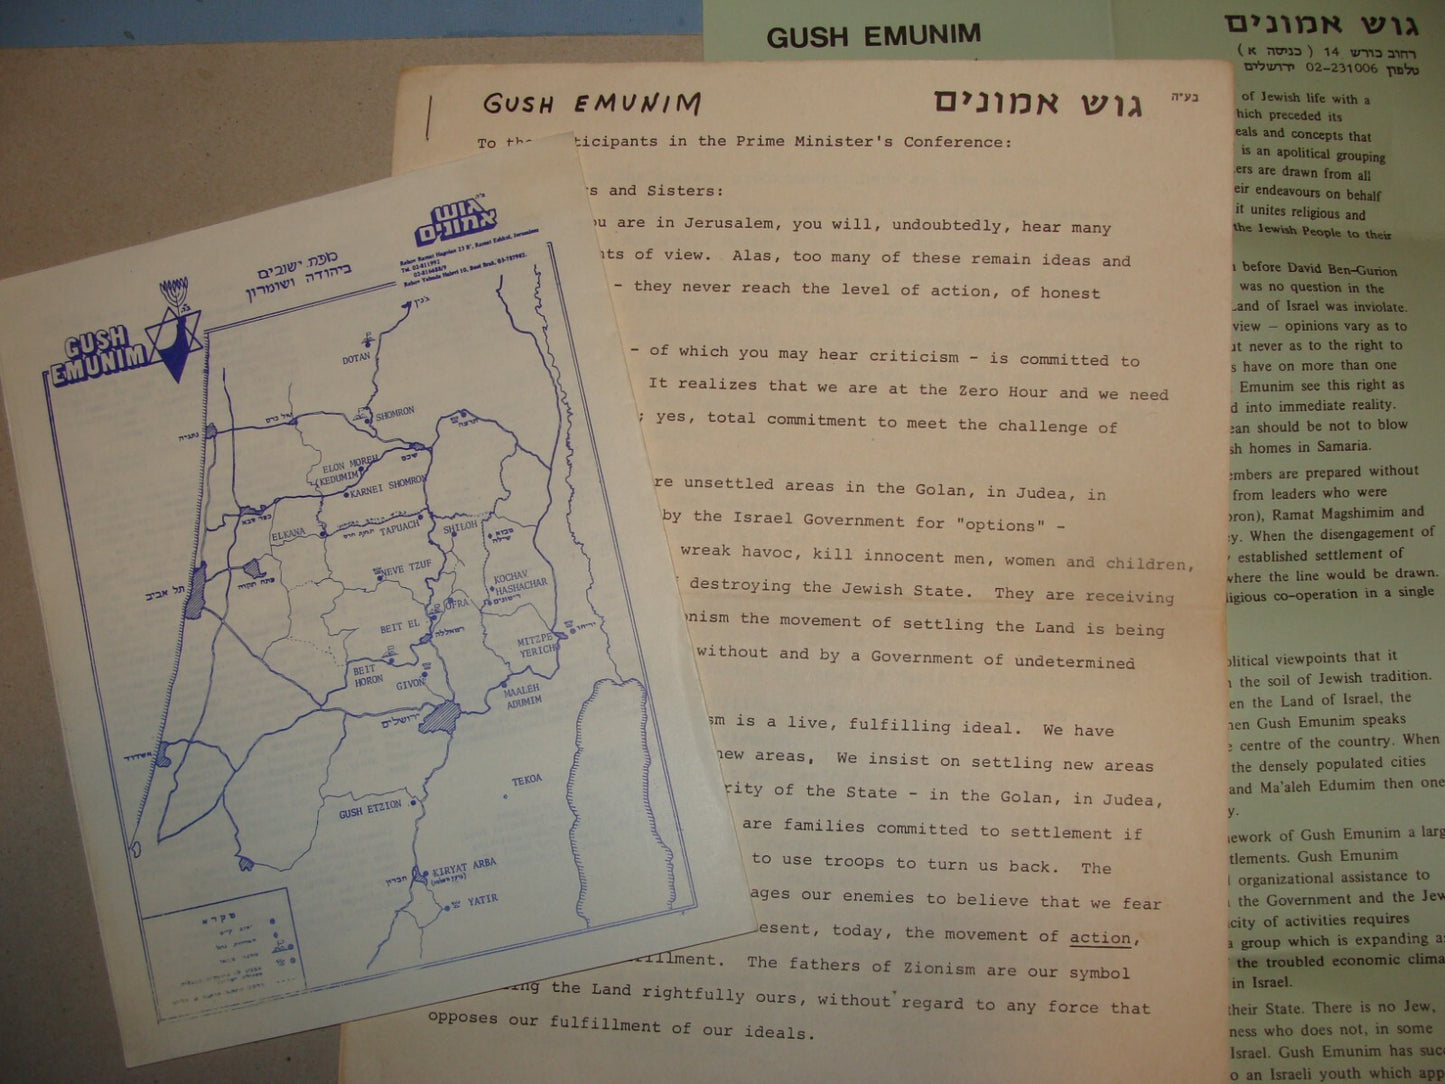 GUSH EMUNIM
גוש אמונים
רחוב כורש 14 ( כניסה א )
טלפון 02-231006 ירושלים
of Jewish life with a
hich preceded its
eals and concepts that
is an apolitical grouping
ers are drawn from all
eir endeavours on behalf
it unites religious and
the Jewish People to their
before David Ben-Gurion
was no question in the
Land of Israel was inviolate.
view — opinions vary as to
ut never as to the right to
s have on more than one
Emunim see this right as
d into immediate reality.
ean should be not to blow
sh homes in Samaria.
embers are prepared without
from leaders who were
oron), Ramat Magshimim and
y. When the disengagement of
established settlement of
where the line would be drawn.
ligious co-operation in a single
olitical viewpoints that it
the soil of Jewish tradition.
en the Land of Israel, the
hen Gush Emunim speaks
e centre of the country. When
the densely populated cities
and Ma'aleh Edumim then one
y.
ework of Gush Emunim a larg
tlements. Gush Emunim
organizational assistance to
the Government and the Jew
city of activities requires
a group which is expanding a
the troubled economic clima
in Israel.
their State. There is no Jew,
ness who does not, in some
Israel. Gush Emunim has suc
o an Israeli youth which app
GUSH EMUNIM
גוש אמונים
בע"ה
To the ticipants in the Prime Minister's Conference:
rs and Sisters:
ou are in Jerusalem, you will, undoubtedly, hear many
nts of view. Alas, too many of these remain ideas and
- they never reach the level of action, of honest
- of which you may hear criticism - is committed to
It realizes that we are at the Zero Hour and we need
; yes, total commitment to meet the challenge of
re unsettled areas in the Golan, in Judea, in
by the Israel Government for "options" -
wreak havoc, kill innocent men, women and children,
destroying the Jewish State. They are receiving
onism the movement of settling the Land is being
without and by a Government of undetermined
sm is a live, fulfilling ideal. We have
new areas, We insist on settling new areas
rity of the State - in the Golan, in Judea,
are families committed to settlement if
to use troops to turn us back. The
ages our enemies to believe that we fear
esent, today, the movement of action,
illment. The fathers of Zionism are our symbol
ing the Land rightfully ours, without regard to any force that
opposes our fulfillment of our ideals.
גוש
אמונים
מפת ישובים
ביהודה ושומרון
GUSH
EMUNIM
ג'נין
DOTAN
SHOMRON
נתניה
שכם
ELON MOREH
(KEDUMIM)
KARNEI SHOMRON
כפר סבא
ELKANA
TAPUACH
SHILOH
תל אביב
פתח תקוה
NEVE TZUF
KOCHAV
HASHACHAR
OFRA
BEIT EL
רמאללה
MITZPE
YERICHO
יריחו
BEIT
HORON
GIVON
MAALEH
ADUMIM
ירושלים
אשדוד
TEKOA
GUSH ETZION
חברון
KIRYAT ARBA
YATIR
מקרא